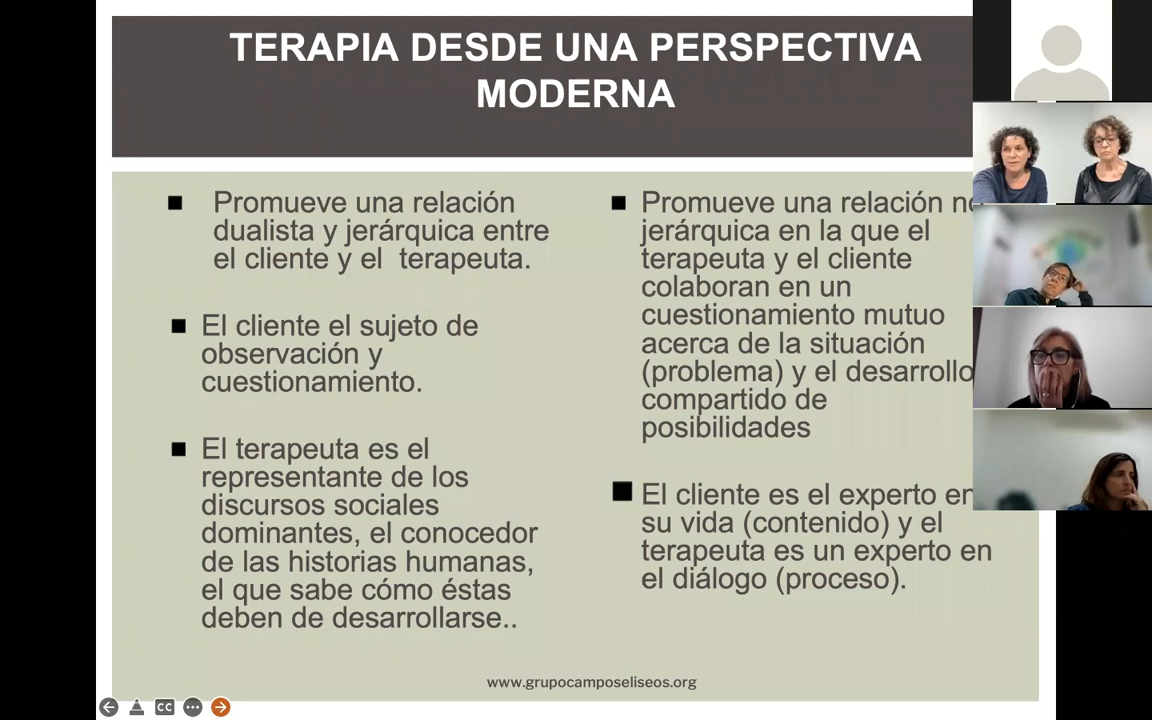 TERAPIA DESDE UNA PERSPECTIVA
MODERNA
Promueve una relación
dualista y jerárquica entre
el cliente y el terapeuta.
El cliente el sujeto de
observación y
cuestionamiento.
El terapeuta es el
representante de los
discursos sociales
dominantes, el conocedor
de las historias humanas,
el que sabe cómo éstas
deben de desarrollarse..
Promueve una relación
jerárquica en la que el
terapeuta y el cliente
colaboran en un
cuestionamiento mutuo
acerca de la situación
(problema) y el desarrollo
compartido de
posibilidades
El cliente es el experto en
su vida (contenido) y el
terapeuta es un experto en
el diálogo (proceso).
www.grupocamposeliseos.org
CC